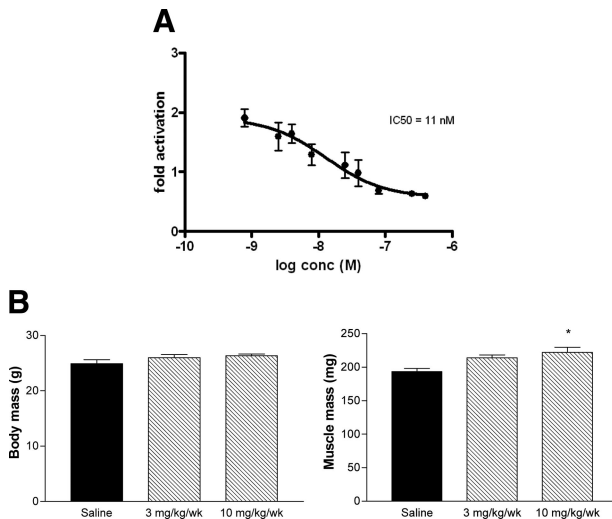 A
3
2
1
0
fold activation
IC50 = 11 nM
-10 -9 -8 -7 -6
log conc (M)
B
30
20
10
0
Body mass (g)
Saline 3 mg/kg/wk 10 mg/kg/wk
250
200
150
100
50
0
Muscle mass (mg)
*
Saline 3 mg/kg/wk 10 mg/kg/wk